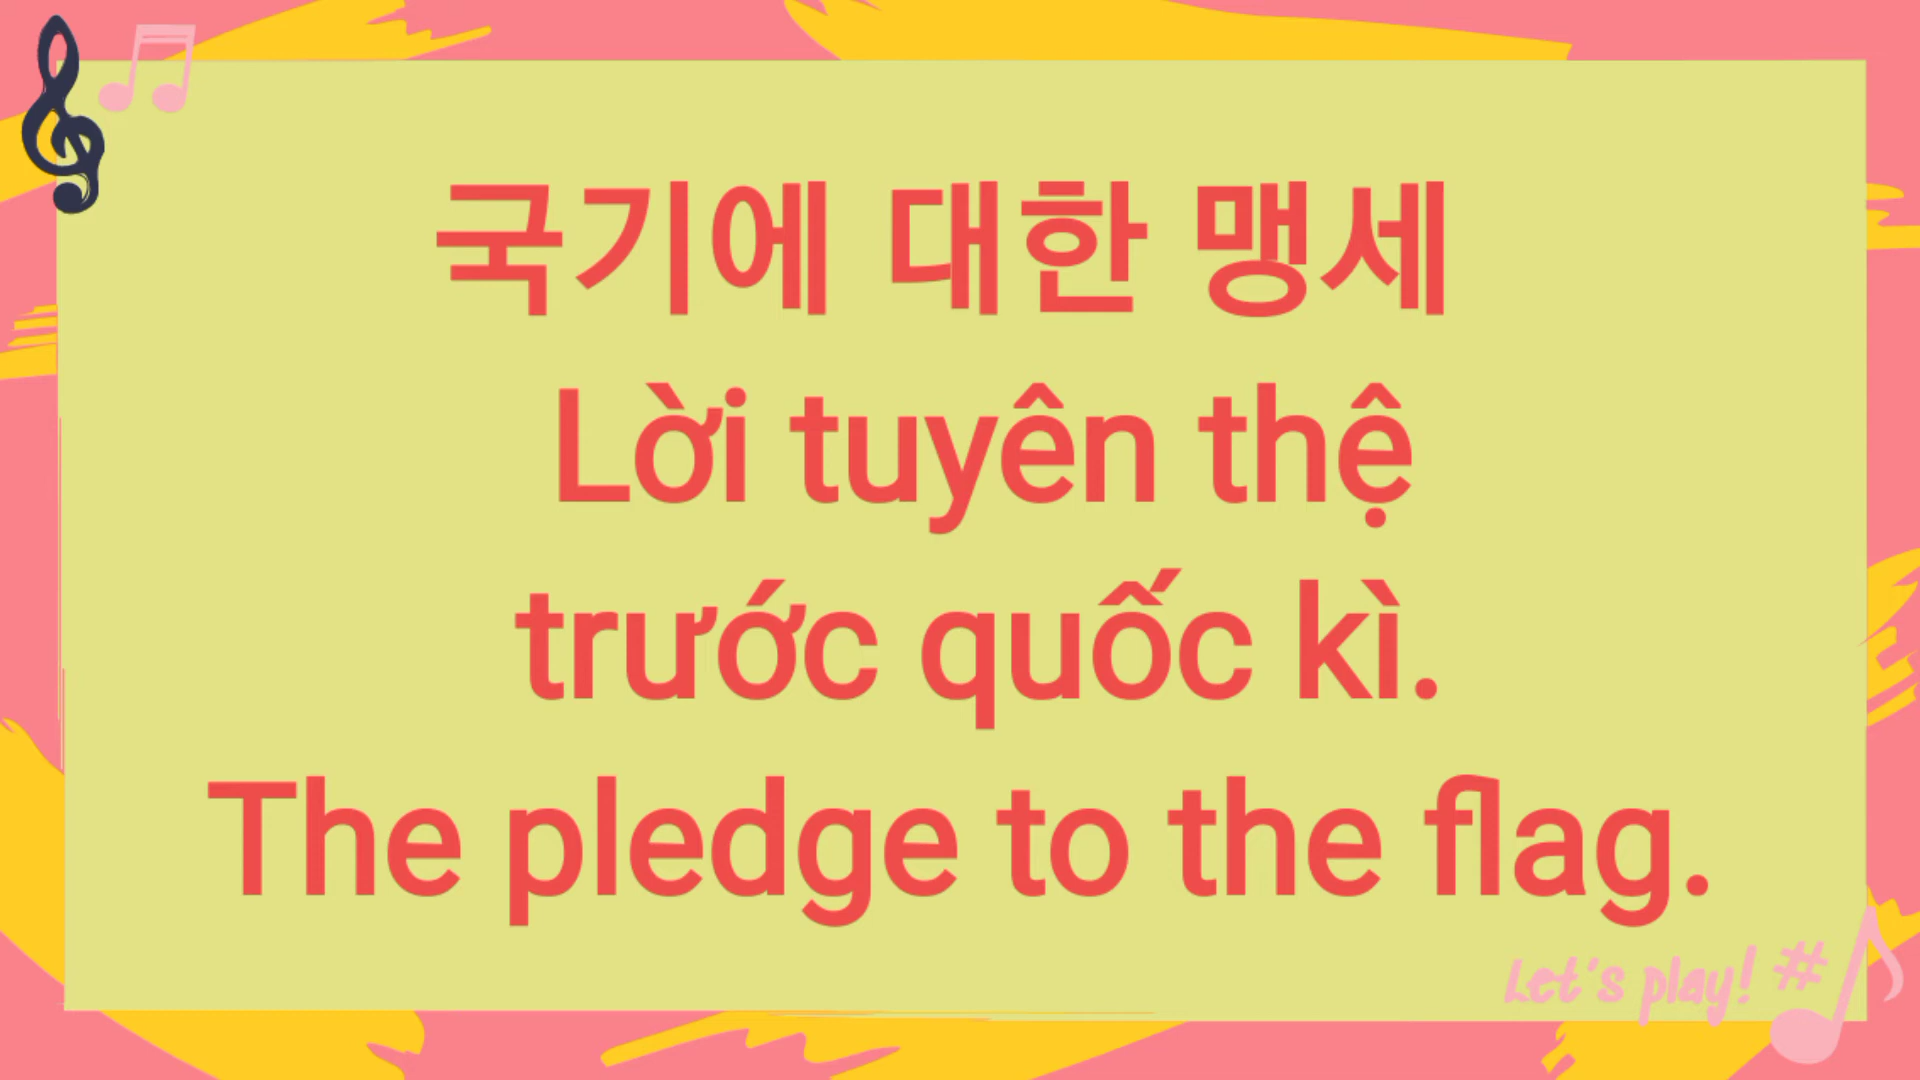 국기에 대한 맹세
Lời tuyên thệ
trước quốc kì.
The pledge to the flag.
Let's play!